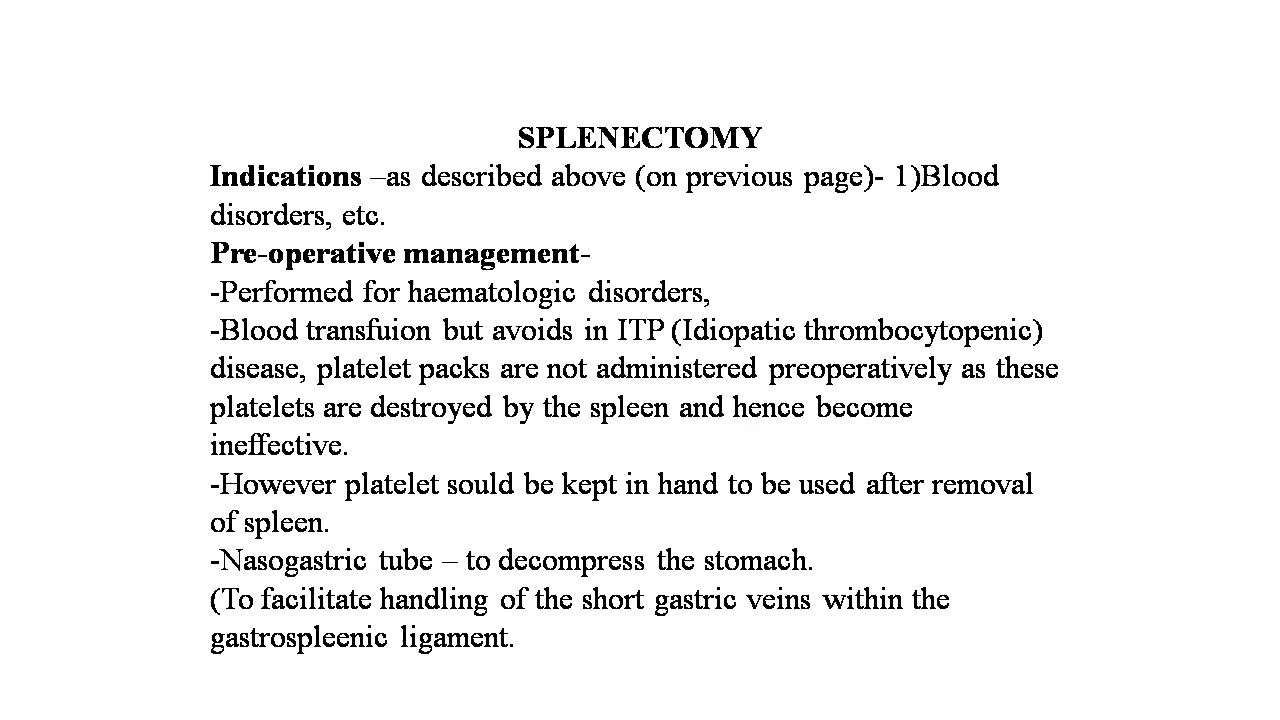 SPLENECTOMY
Indications –as described above (on previous page)- 1)Blood
disorders, etc.
Pre-operative management-
-Performed for haematologic disorders,
-Blood transfuion but avoids in ITP (Idiopatic thrombocytopenic)
disease, platelet packs are not administered preoperatively as these
platelets are destroyed by the spleen and hence become
ineffective.
-However platelet sould be kept in hand to be used after removal
of spleen.
-Nasogastric tube – to decompress the stomach.
(To facilitate handling of the short gastric veins within the
gastrospleenic ligament.